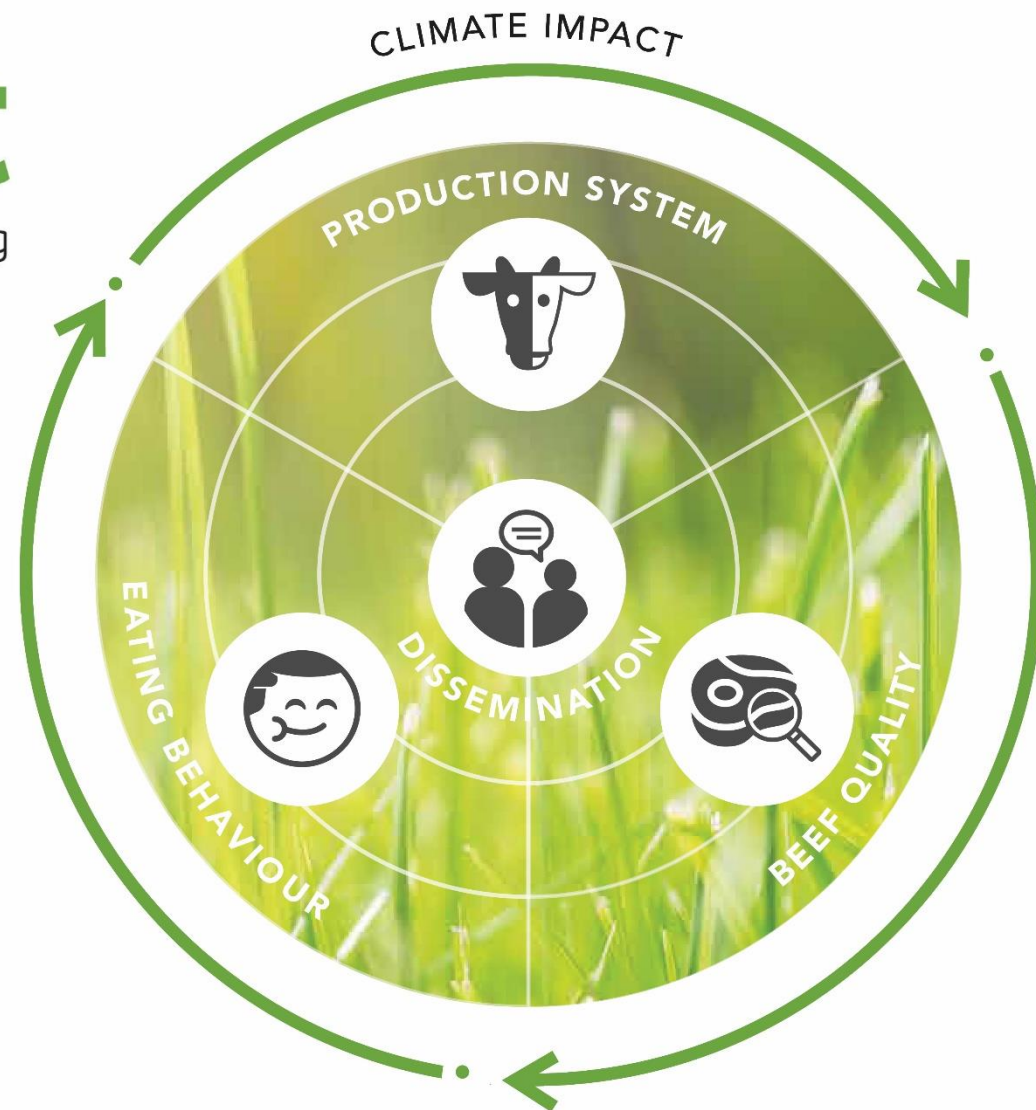 CLIMATE IMPACT
PRODUCTION SYSTEM
EATING BEHAVIOUR
DISSEMINATION
BEEF QUALITY